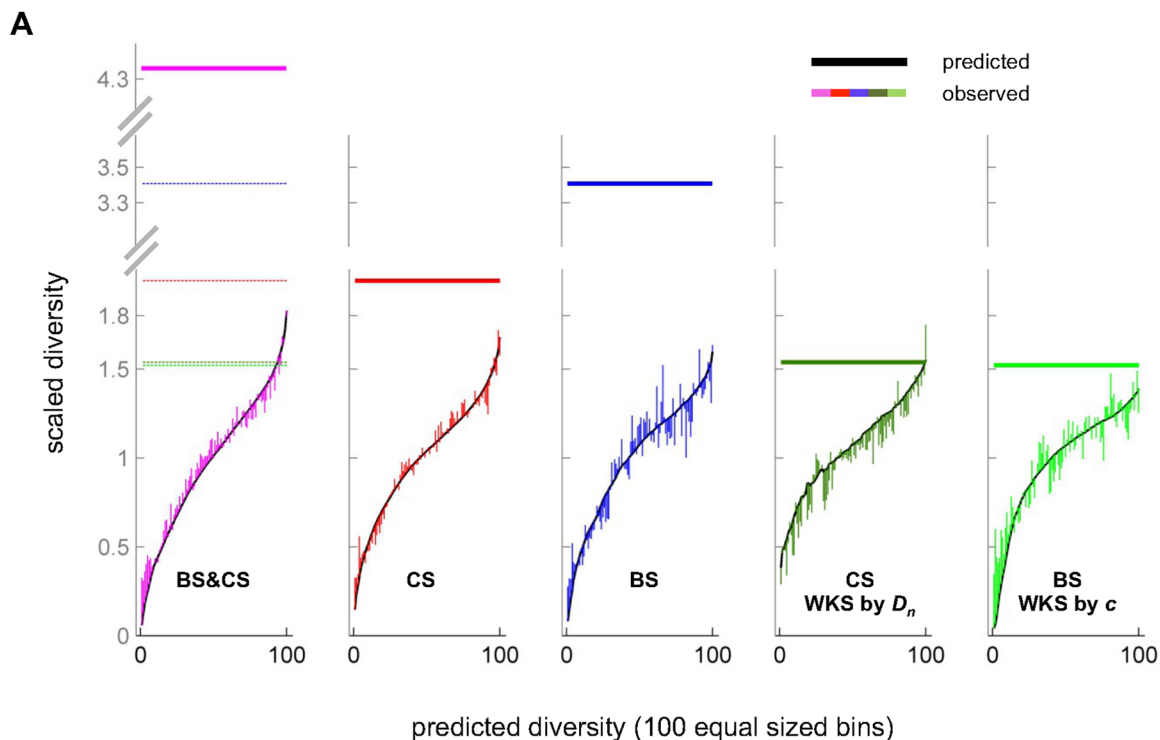 A
predicted
observed
4.3
3.5
3.3
1.8
1.5
1
0.5
0
scaled diversity
BS&CS
CS
BS
CS
WKS by Dn
BS
WKS by c
0 100
0 100
0 100
0 100
0 100
predicted diversity (100 equal sized bins)